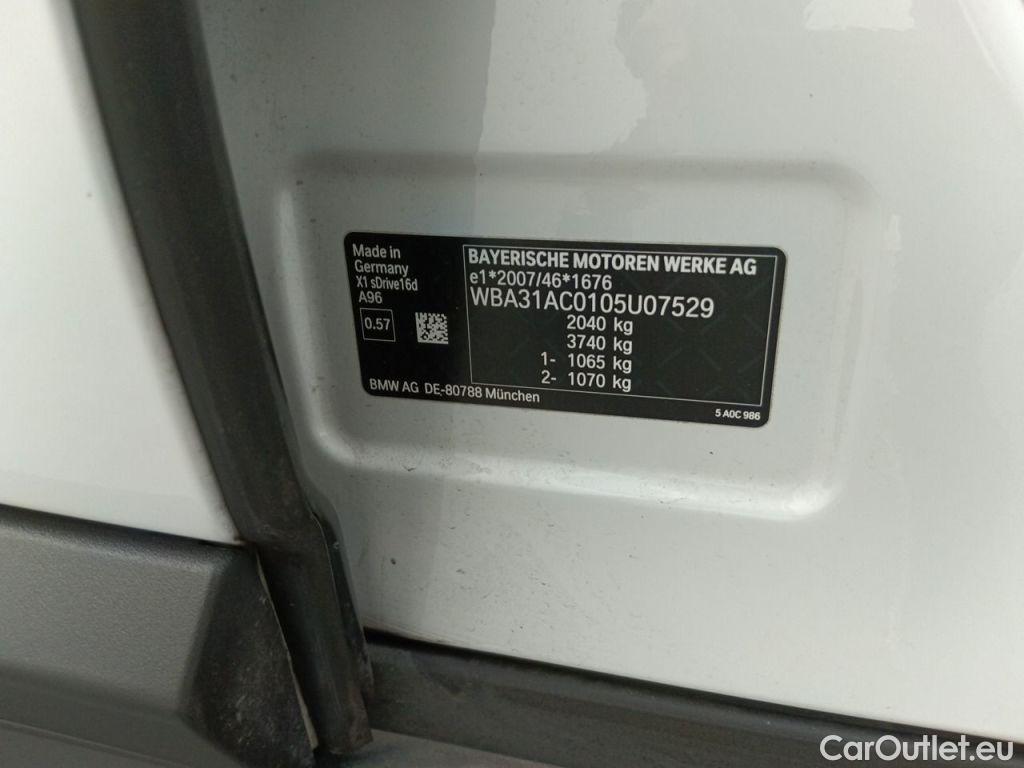 Made in
Germany
X1 sDrive16d
A96
0.57
BAYERISCHE MOTOREN WERKE AG
e1*2007/46*1676
WBA31AC0105U07529
2040 kg
3740 kg
1- 1065 kg
2- 1070 kg
BMW AG DE-80788 München
5 A0C 986
CarOutlet.eu